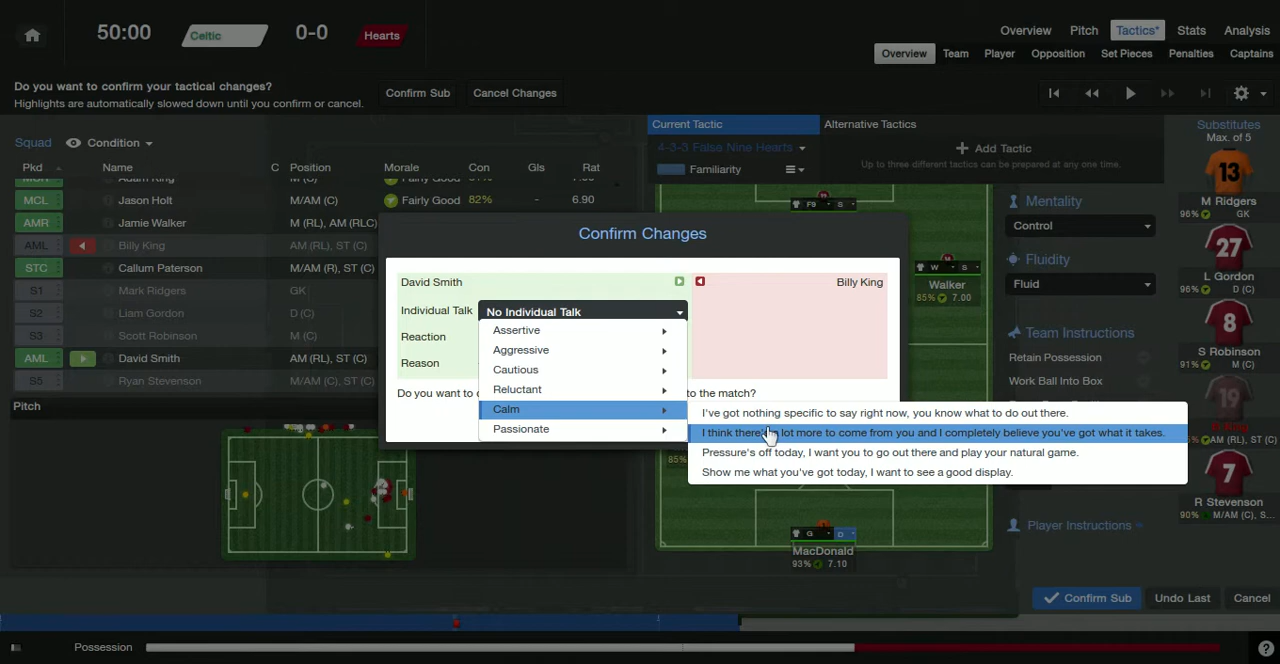 50:00
Celtic
0-0
Hearts
Overview
Pitch
Tactics*
Stats
Analysis
Overview
Team
Player
Opposition
Set Pieces
Penalties
Captains
Do you want to confirm your tactical changes?
Highlights are automatically slowed down until you confirm or cancel.
Confirm Sub
Cancel Changes
Squad
Condition
Pkd
Name
C
Position
Morale
Con
Gls
Rat
MCL
Jason Holt
M/AM (C)
Fairly Good
82%
-
6.90
AMR
Jamie Walker
M (RL), AM (RLC)
AML
Billy King
AM (RL), ST (C)
STC
Callum Paterson
M/AM (R), ST (C)
S1
Mark Ridgers
GK
S2
Liam Gordon
D (C)
S3
Scott Robinson
M (C)
AML
David Smith
AM (RL), ST (C)
S5
Ryan Stevenson
M/AM (C), ST (C)
Pitch
Current Tactic
Alternative Tactics
4-3-3 False Nine Hearts
Familiarity
Add Tactic
Up to three different tactics can be prepared at any one time.
F9
S
W
S
Walker
85%
7.00
85%
G
D
MacDonald
93%
7.10
Confirm Changes
David Smith
Billy King
Individual Talk
No Individual Talk
Reaction
Reason
Assertive
Aggressive
Cautious
Reluctant
Calm
Passionate
to the match?
I've got nothing specific to say right now, you know what to do out there.
lot more to come from you and I completely believe you've got what it takes.
Pressure's off today, I want you to go out there and play your natural game.
Show me what you've got today, I want to see a good display.
Mentality
Control
Fluidity
Fluid
Team Instructions
Retain Possession
Work Ball Into Box
Player Instructions
Substitutes
Max. of 5
13
M Ridgers
96%
GK
27
L Gordon
96%
D (C)
8
S Robinson
91%
M (C)
19
AM (RL), ST (C)
7
R Stevenson
90%
M/AM (C), S...
Confirm Sub
Undo Last
Cancel
Possession